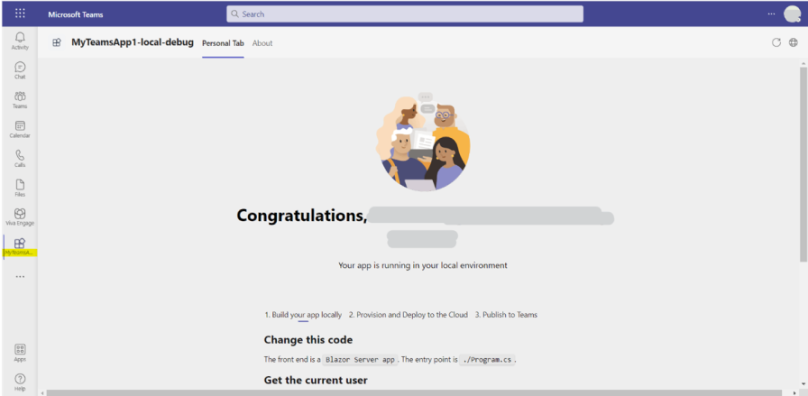 Microsoft Teams
Search
Activity
Chat
Teams
Calendar
Calls
Files
Viva Engage
MyTeamsA...
Apps
Help
MyTeamsApp1-local-debug Personal Tab About
Congratulations,
Your app is running in your local environment
1. Build your app locally 2. Provision and Deploy to the Cloud 3. Publish to Teams
Change this code
The front end is a Blazor Server app. The entry point is ./Program.cs.
Get the current user